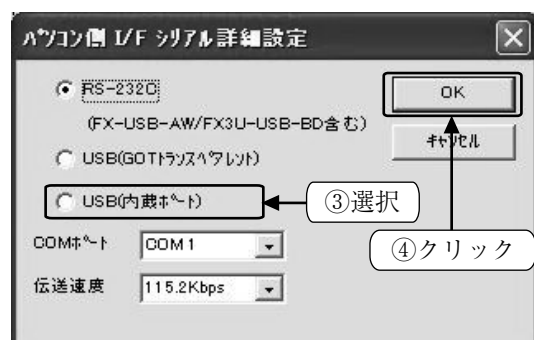 パソコン側 I/F シリアル詳細設定
RS-232C
OK
(FX-USB-AW/FX3U-USB-BD含む)
キャンセル
USB(GOTトランスペアレント)
USB(内蔵ポート)
③選択
COMポート
COM1
④クリック
伝送速度
115.2Kbps